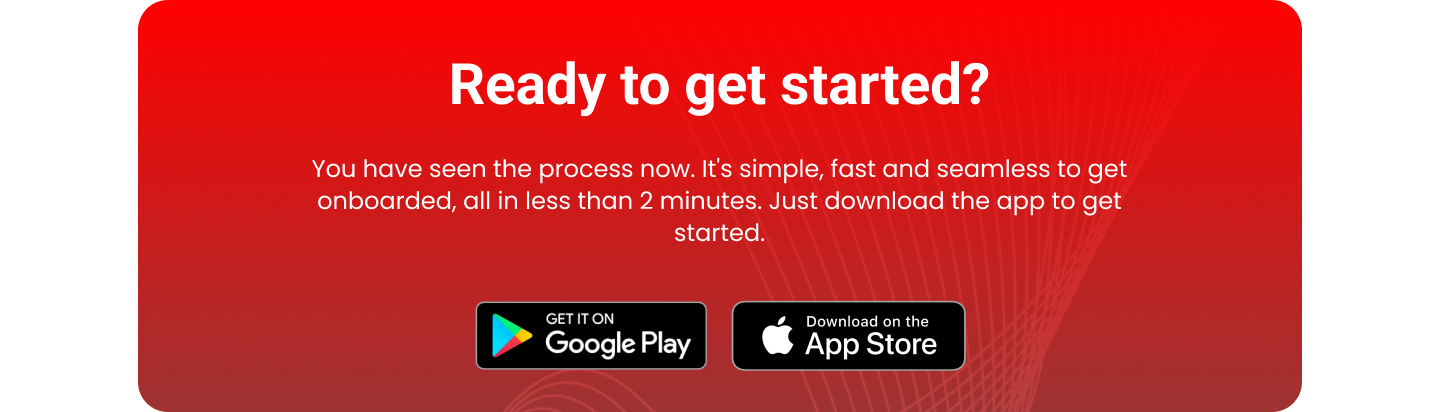 Ready to get started?
You have seen the process now. It's simple, fast and seamless to get
onboarded, all in less than 2 minutes. Just download the app to get
started.
GET IT ON
Google Play
Download on the
App Store